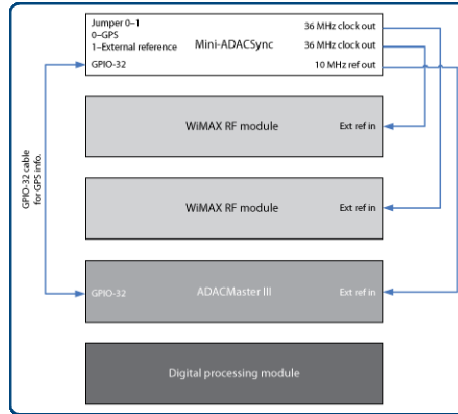 Jumper 0–1
0–GPS
1–External reference
GPIO–32
Mini–ADACSync
36 MHz clock out
36 MHz clock out
10 MHz ref out
GPIO–32 cable
for GPS info.
WiMAX RF module
Ext ref in
WiMAX RF module
Ext ref in
GPIO–32
ADACMaster III
Ext ref in
Digital processing module